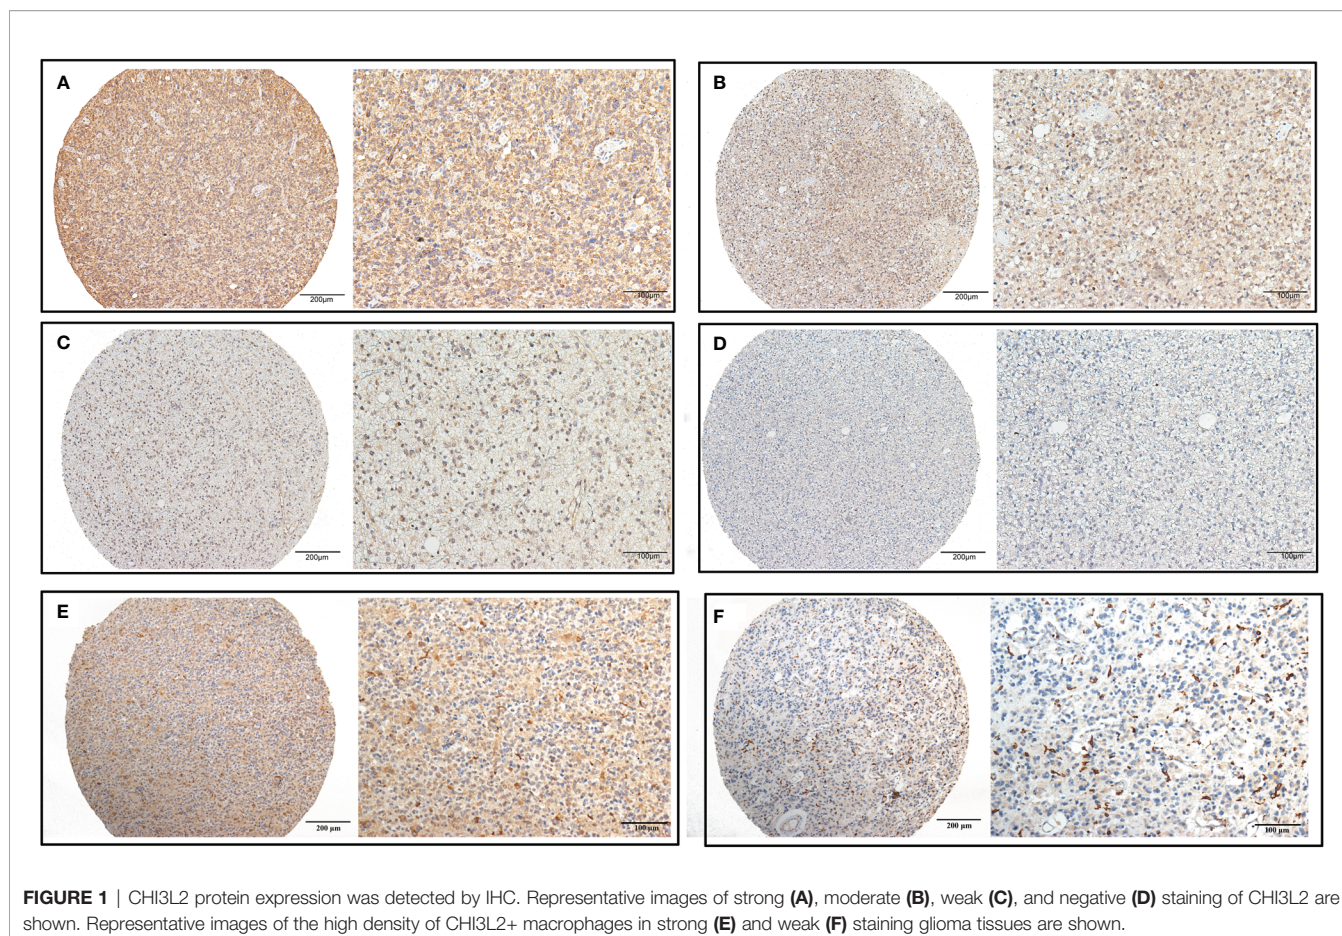 A
200µm
100µm
B
200µm
100µm
C
200µm
100µm
D
200µm
100µm
E
200 µm
100 µm
F
200 µm
100 µm
FIGURE 1 | CHI3L2 protein expression was detected by IHC. Representative images of strong (A), moderate (B), weak (C), and negative (D) staining of CHI3L2 are
shown. Representative images of the high density of CHI3L2+ macrophages in strong (E) and weak (F) staining glioma tissues are shown.